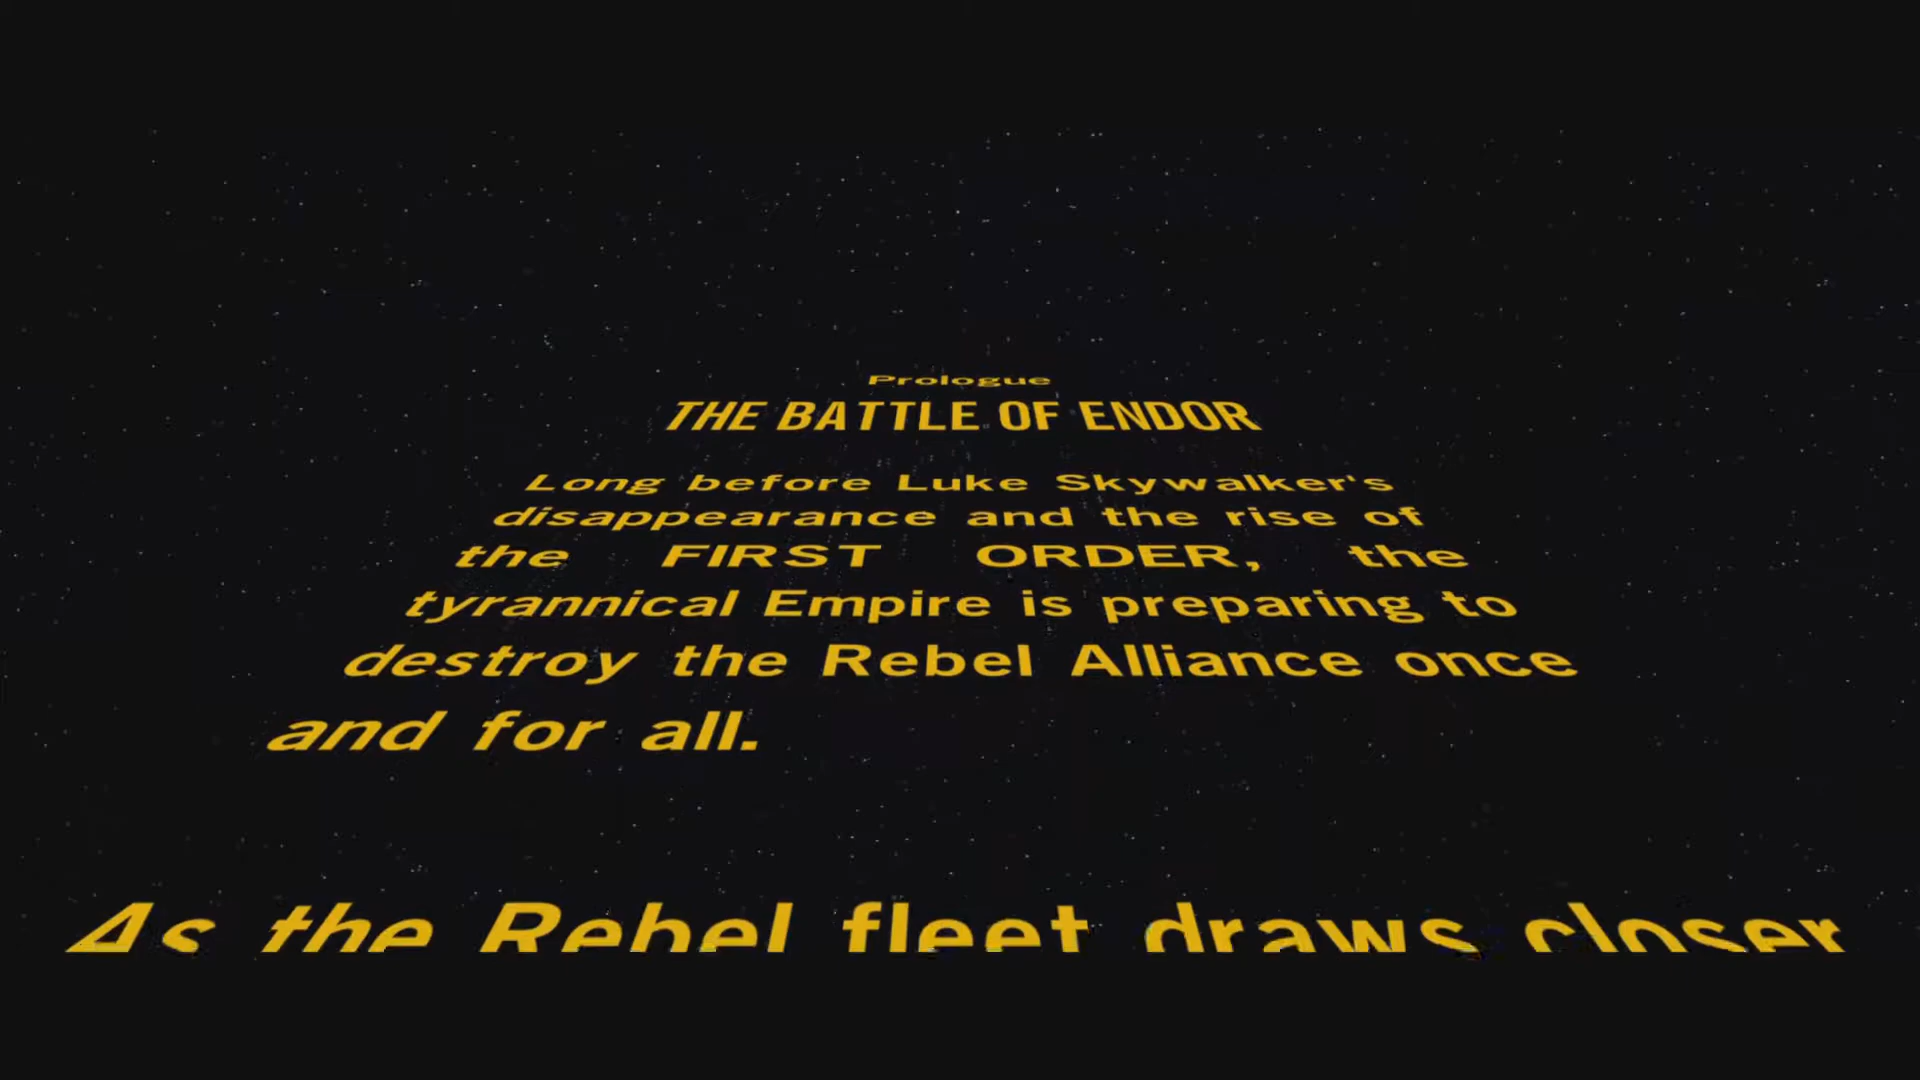 Prologue
THE BATTLE OF ENDOR
Long before Luke Skywalker's
disappearance and the rise of
the FIRST ORDER, the
tyrannical Empire is preparing to
destroy the Rebel Alliance once
and for all.
As the Rebel fleet draws closer